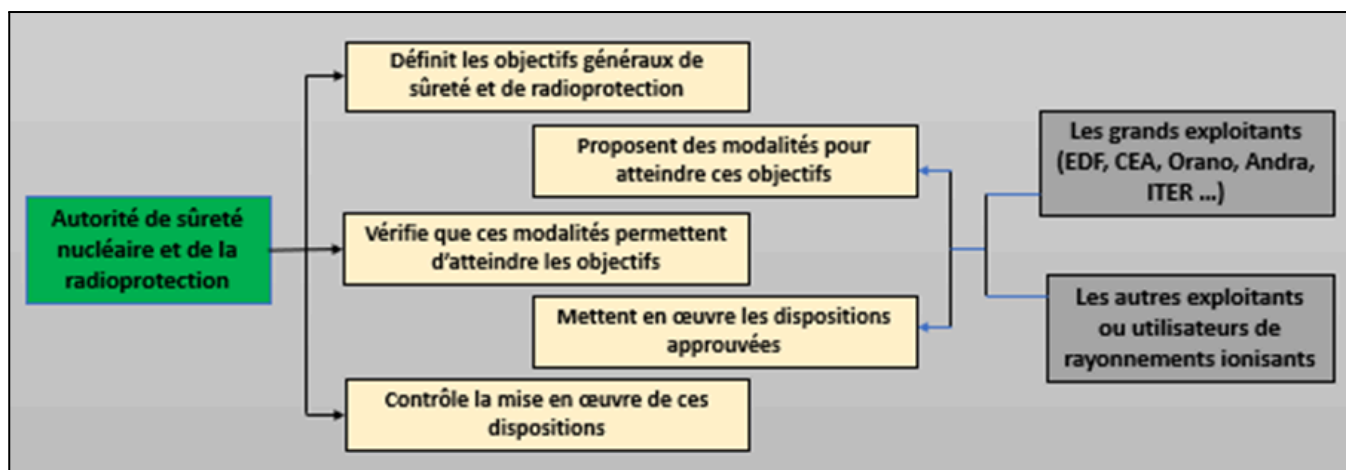 Définit les objectifs généraux de
sûreté et de radioprotection
Proposent des modalités pour
atteindre ces objectifs
Les grands exploitants
(EDF, CEA, Orano, Andra,
ITER ...)
Autorité de sûreté
nucléaire et de la
radioprotection
Vérifie que ces modalités permettent
d'atteindre les objectifs
Mettent en œuvre les dispositions
approuvées
Les autres exploitants
ou utilisateurs de
rayonnements ionisants
Contrôle la mise en œuvre de ces
dispositions